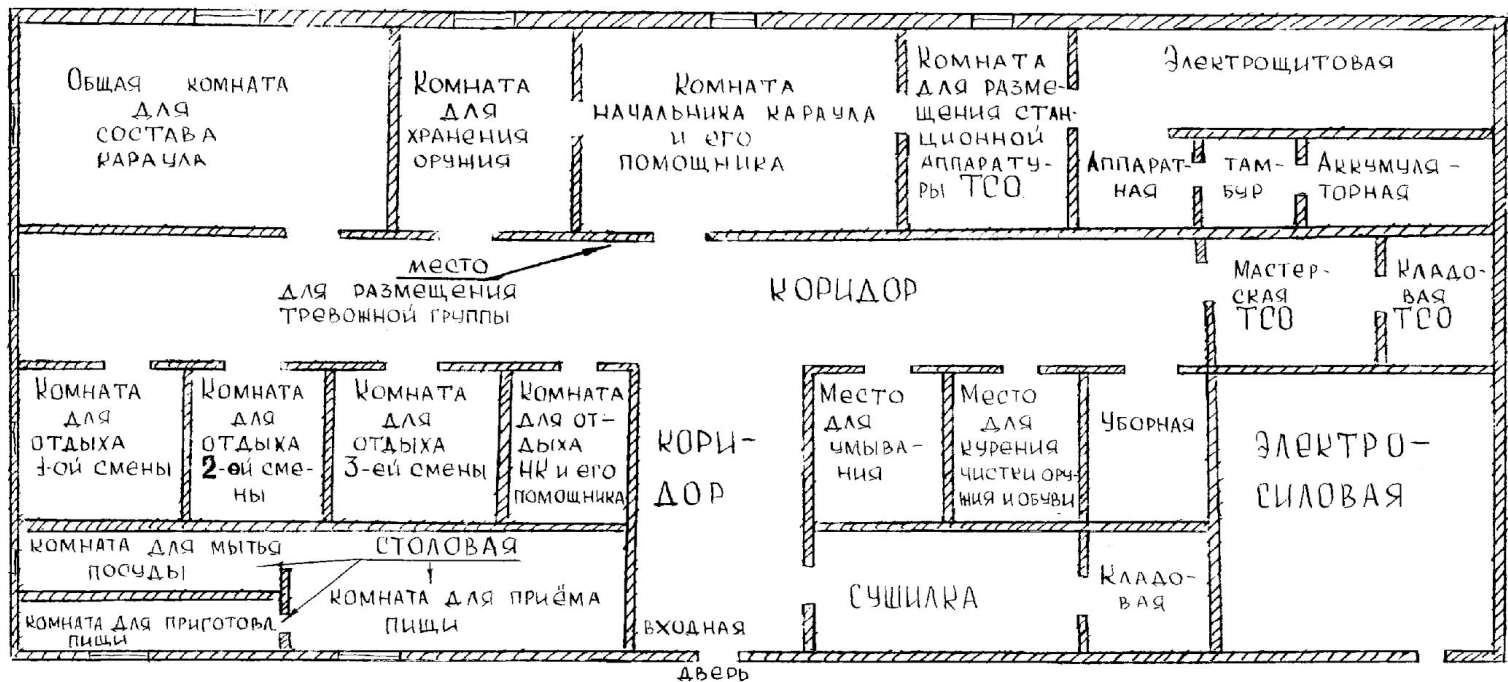 Общая комната
для
состава
караула
Комната
для
хранения
оружия
Комната
начальника караула
и его
помощника
Комната
для разме-
щения стан-
ционной
аппарату-
ры ТСО.
Электрощитовая
Аппарат-
ная
там-
бур
Аккумуля-
торная
место
для размещения
тревожной группы
Коридор
Мастер-
ская
ТСО
Кладо-
вая
ТСО
Комната
для
отдыха
1-ой смены
Комната
для
отдыха
2-ой сме-
ны
Комната
для
отдыха
3-ей смены
Комната
для от-
дыха
НК и его
помощника
Кори-
дор
Место
для
умыва-
ния
Место
для
курения
чистки ору-
жия и обуви
Уборная
Электро-
силовая
Комната для мытья
посуды
Столовая
Комната для приготовл.
пищи
Комната для приёма
пищи
Сушилка
Кладо-
вая
входная
дверь